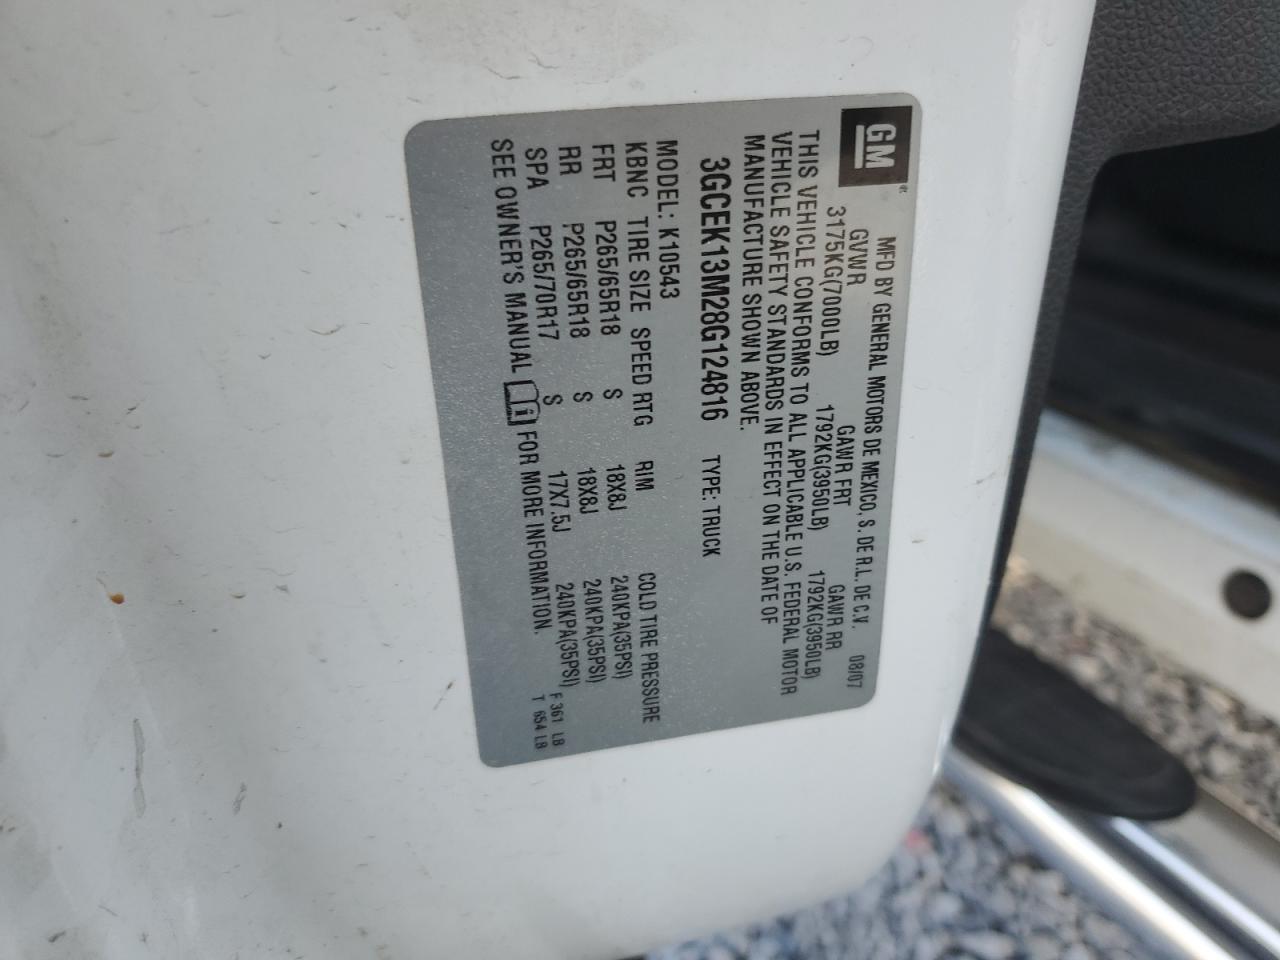 GM
MFD BY GENERAL MOTORS DE MEXICO, S. DE R.L. DE C.V. 08/07
GVWR GAWR FRT GAWR RR
3175KG(7000LB) 1792KG(3950LB) 1792KG(3950LB)
THIS VEHICLE CONFORMS TO ALL APPLICABLE U.S. FEDERAL MOTOR
VEHICLE SAFETY STANDARDS IN EFFECT ON THE DATE OF
MANUFACTURE SHOWN ABOVE.
3GCEK13M28G124816 TYPE: TRUCK
MODEL: K10543
KBNC TIRE SIZE SPEED RTG RIM COLD TIRE PRESSURE
FRT P265/65R18 S 18X8J 240KPA(35PSI)
RR P265/65R18 S 18X8J 240KPA(35PSI)
SPA P265/70R17 S 17X7.5J 240KPA(35PSI)
SEE OWNER'S MANUAL i FOR MORE INFORMATION.
F 361 LB
T 654 LB